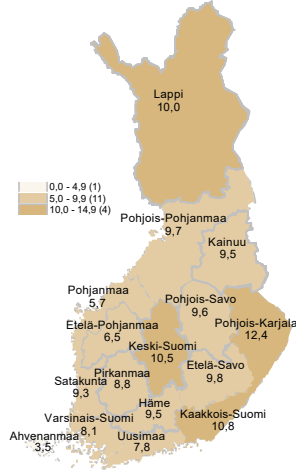 Lappi
10,0
0,0 - 4,9 (1)
5,0 - 9,9 (11)
10,0 - 14,9 (4)
Pohjois-Pohjanmaa
9,7
Kainuu
9,5
Pohjanmaa
5,7
Pohjois-Savo
9,6
Etelä-Pohjanmaa
6,5
Pohjois-Karjala
12,4
Keski-Suomi
10,5
Etelä-Savo
9,8
Pirkanmaa
8,8
Satakunta
9,3
Häme
9,5
Kaakkois-Suomi
10,8
Varsinais-Suomi
8,1
Ahvenanmaa
3,5
Uusimaa
7,8